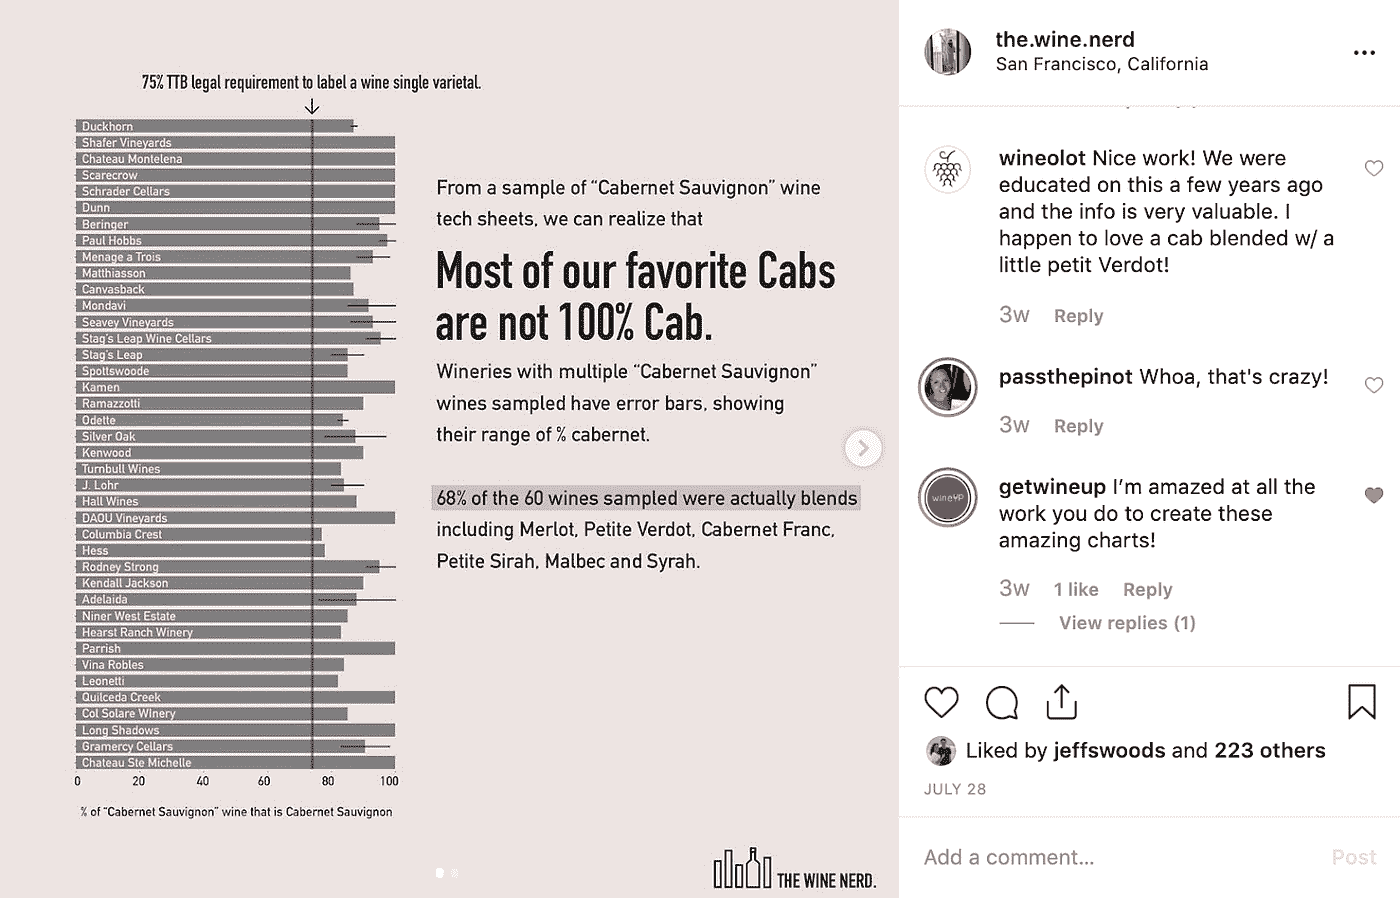 75% TTB legal requirement to label a wine single varietal.
Duckhorn
Shafer Vineyards
Chateau Montelena
Scarecrow
Schrader Cellars
Dunn
Beringer
Paul Hobbs
Menage a Trois
Matthiasson
Canvasback
Mondavi
Seavey Vineyards
Stag's Leap Wine Cellars
Stag's Leap
Spottswoode
Kamen
Ramazzotti
Odette
Silver Oak
Kenwood
Turnbull Wines
J. Lohr
Hall Wines
DAOU Vineyards
Columbia Crest
Hess
Rodney Strong
Kendall Jackson
Adelaida
Niner West Estate
Hearst Ranch Winery
Parrish
Vina Robles
Leonetti
Quilceda Creek
Col Solare WInery
Long Shadows
Gramercy Cellars
Chateau Ste Michelle
0 20 40 60 80 100
% of "Cabernet Sauvignon" wine that is Cabernet Sauvignon
From a sample of "Cabernet Sauvignon" wine
tech sheets, we can realize that
Most of our favorite Cabs
are not 100% Cab.
Wineries with multiple "Cabernet Sauvignon"
wines sampled have error bars, showing
their range of % cabernet.
68% of the 60 wines sampled were actually blends
including Merlot, Petite Verdot, Cabernet Franc,
Petite Sirah, Malbec and Syrah.
THE WINE NERD.
the.wine.nerd
San Francisco, California
wineolot Nice work! We were
educated on this a few years ago
and the info is very valuable. I
happen to love a cab blended w/ a
little petit Verdot!
3w Reply
passthepinot Whoa, that's crazy!
3w Reply
wineYP
getwineup I'm amazed at all the
work you do to create these
amazing charts!
3w 1 like Reply
View replies (1)
Liked by jeffswoods and 223 others
JULY 28
Add a comment... Post